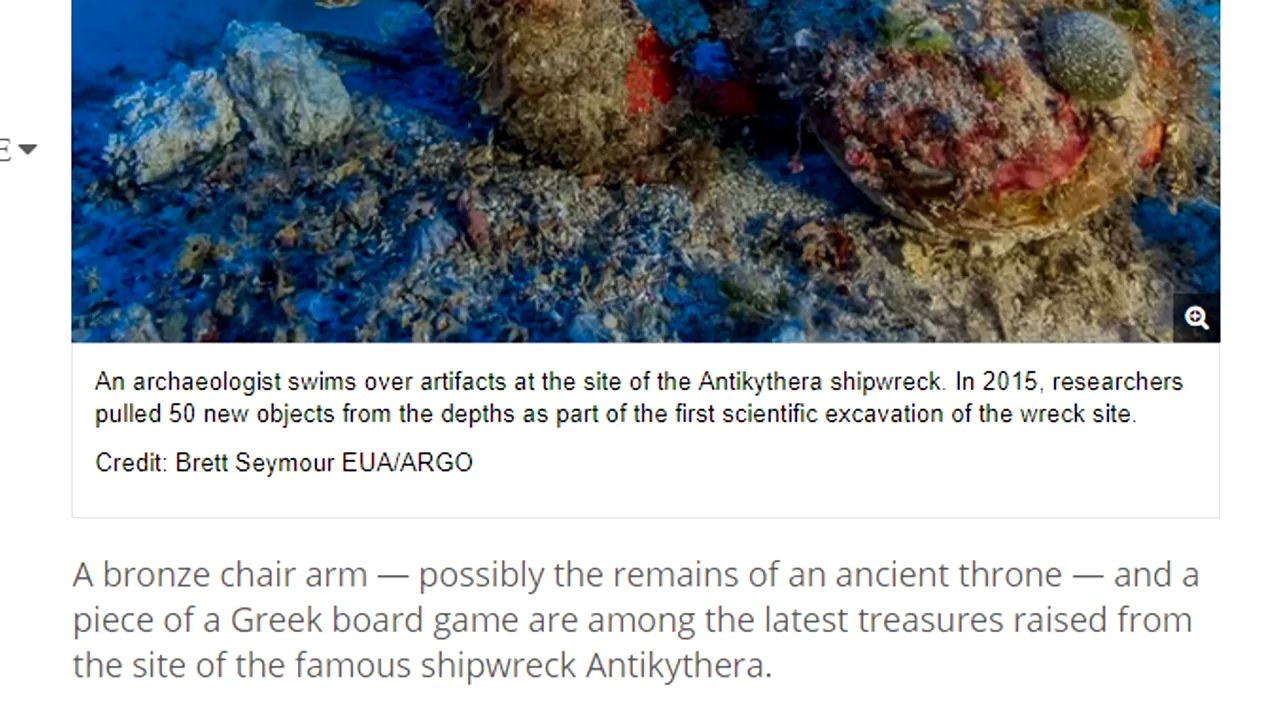 E
An archaeologist swims over artifacts at the site of the Antikythera shipwreck. In 2015, researchers
pulled 50 new objects from the depths as part of the first scientific excavation of the wreck site.
Credit: Brett Seymour EUA/ARGO
A bronze chair arm — possibly the remains of an ancient throne — and a
piece of a Greek board game are among the latest treasures raised from
the site of the famous shipwreck Antikythera.